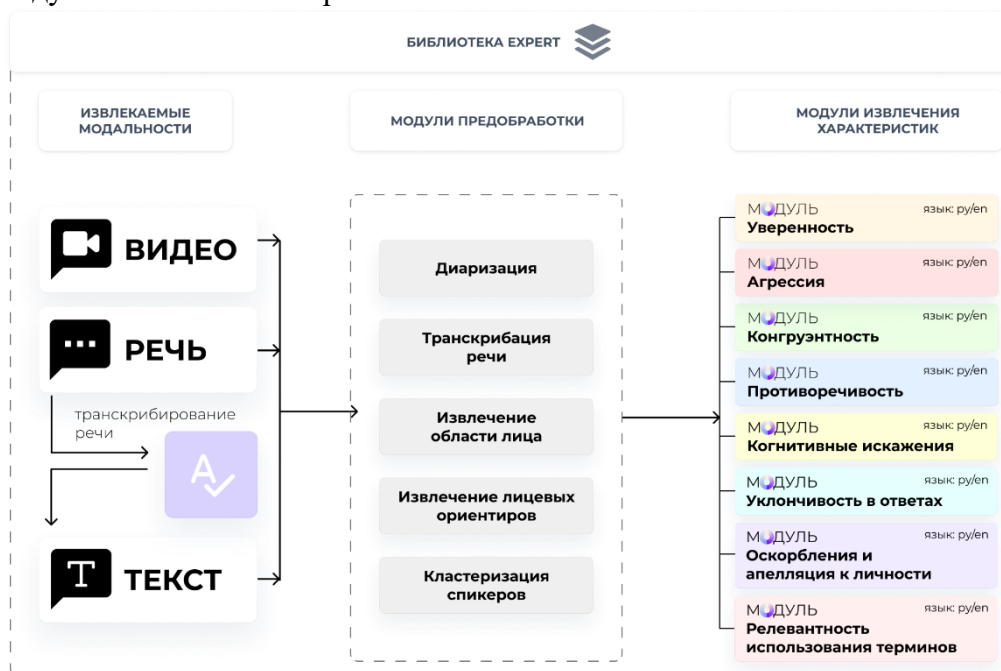 БИБЛИОТЕКА EXPERT
ИЗВЛЕКАЕМЫЕ
МОДАЛЬНОСТИ
МОДУЛИ ПРЕДОБРАБОТКИ
МОДУЛИ ИЗВЛЕЧЕНИЯ
ХАРАКТЕРИСТИК
ВИДЕО
РЕЧЬ
транскрибирование
речи
A
T
ТЕКСТ
Диаризация
Транскрибация
речи
Извлечение
области лица
Извлечение лицевых
ориентиров
Кластеризация
спикеров
МОДУЛЬ язык: ру/en
Уверенность
МОДУЛЬ язык: ру/en
Агрессия
МОДУЛЬ язык: ру/en
Конгруэнтность
МОДУЛЬ язык: ру/en
Противоречивость
МОДУЛЬ язык: ру/en
Когнитивные искажения
МОДУЛЬ язык: ру/en
Уклончивость в ответах
МОДУЛЬ язык: ру/en
Оскорбления и
апелляция к личности
МОДУЛЬ язык: ру/en
Релевантность
использования терминов